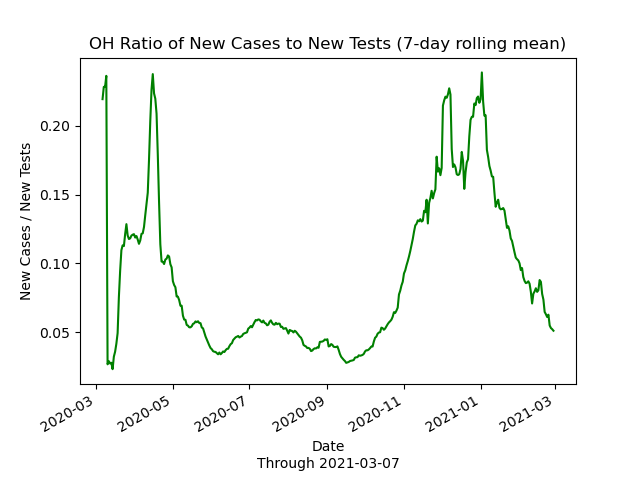 OH Ratio of New Cases to New Tests (7-day rolling mean)
New Cases / New Tests
0.20
0.15
0.10
0.05
2020-03
2020-05
2020-07
2020-09
2020-11
2021-01
2021-03
Date
Through 2021-03-07